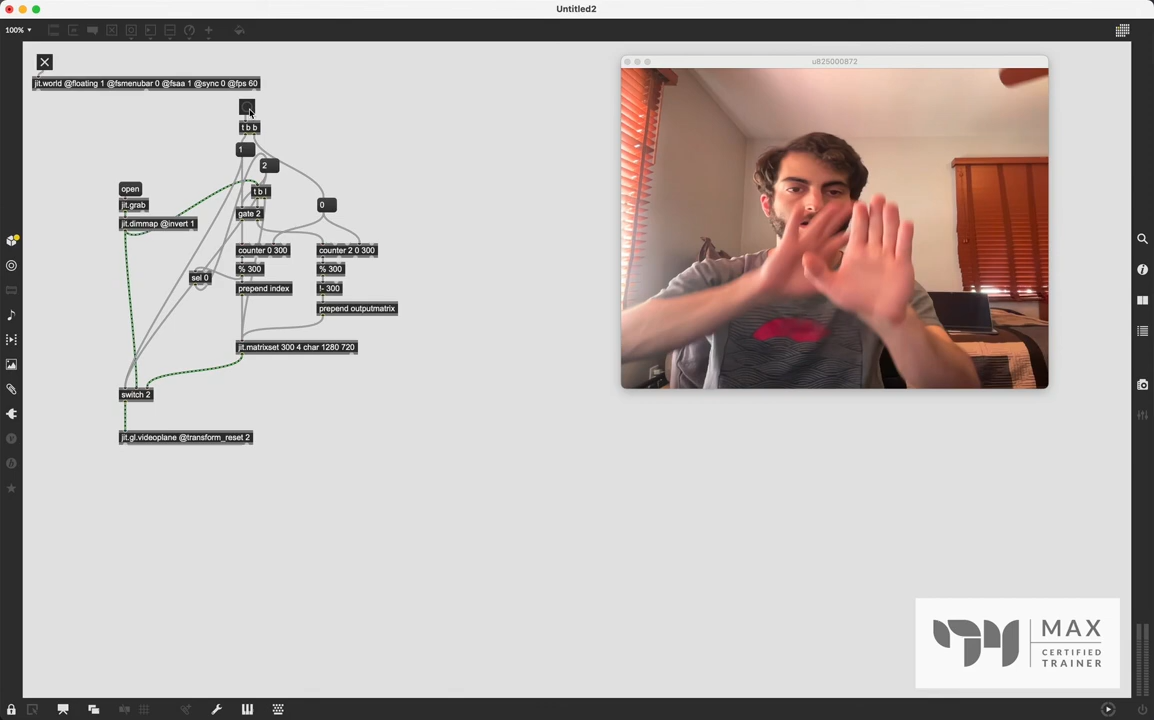 Untitled2
100%
jit.world @floating 1 @fsmenubar 0 @fsaa 1 @sync 0 @fps 60
u825000872
t b b
1
2
open
t b l
jit.grab
0
gate 2
jit.dimmap @invert 1
counter 0 300
counter 2 0 300
% 300
% 300
sel 0
prepend index
!- 300
prepend outputmatrix
jit.matrixset 300 4 char 1280 720
switch 2
jit.gl.videoplane @transform_reset 2
MAX
CERTIFIED
TRAINER